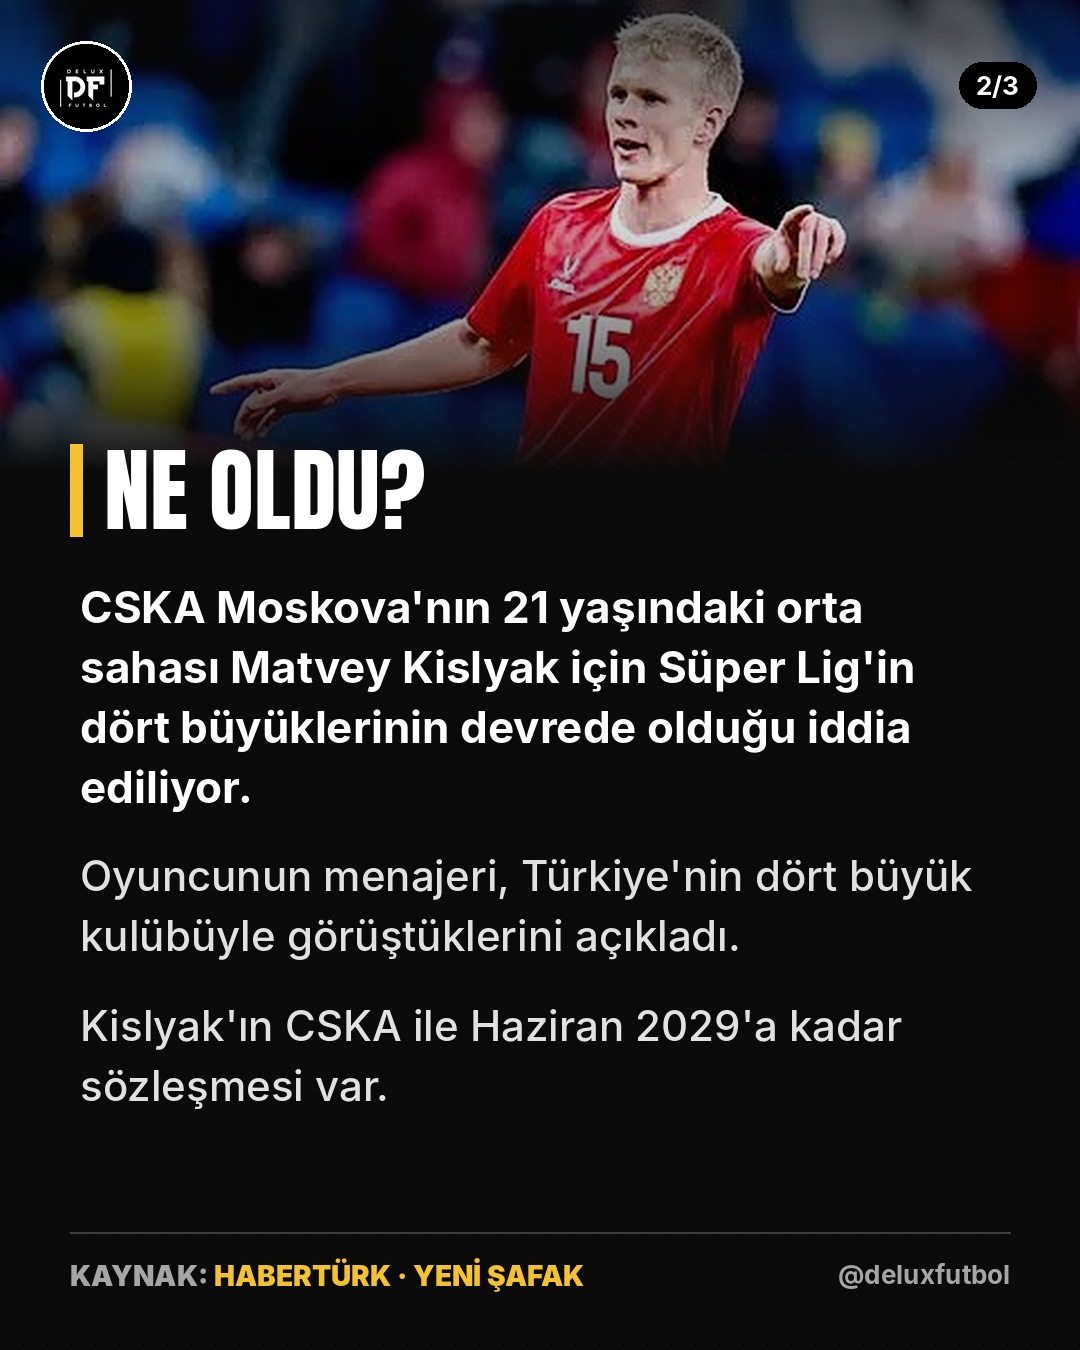 DELUX
DF
FUTBOL
2/3
15
NE OLDU?
CSKA Moskova'nın 21 yaşındaki orta
sahası Matvey Kislyak için Süper Lig'in
dört büyüklerinin devrede olduğu iddia
ediliyor.
Oyuncunun menajeri, Türkiye'nin dört büyük
kulübüyle görüştüklerini açıkladı.
Kislyak'ın CSKA ile Haziran 2029'a kadar
sözleşmesi var.
KAYNAK: HABERTÜRK · YENİ ŞAFAK
@deluxfutbol